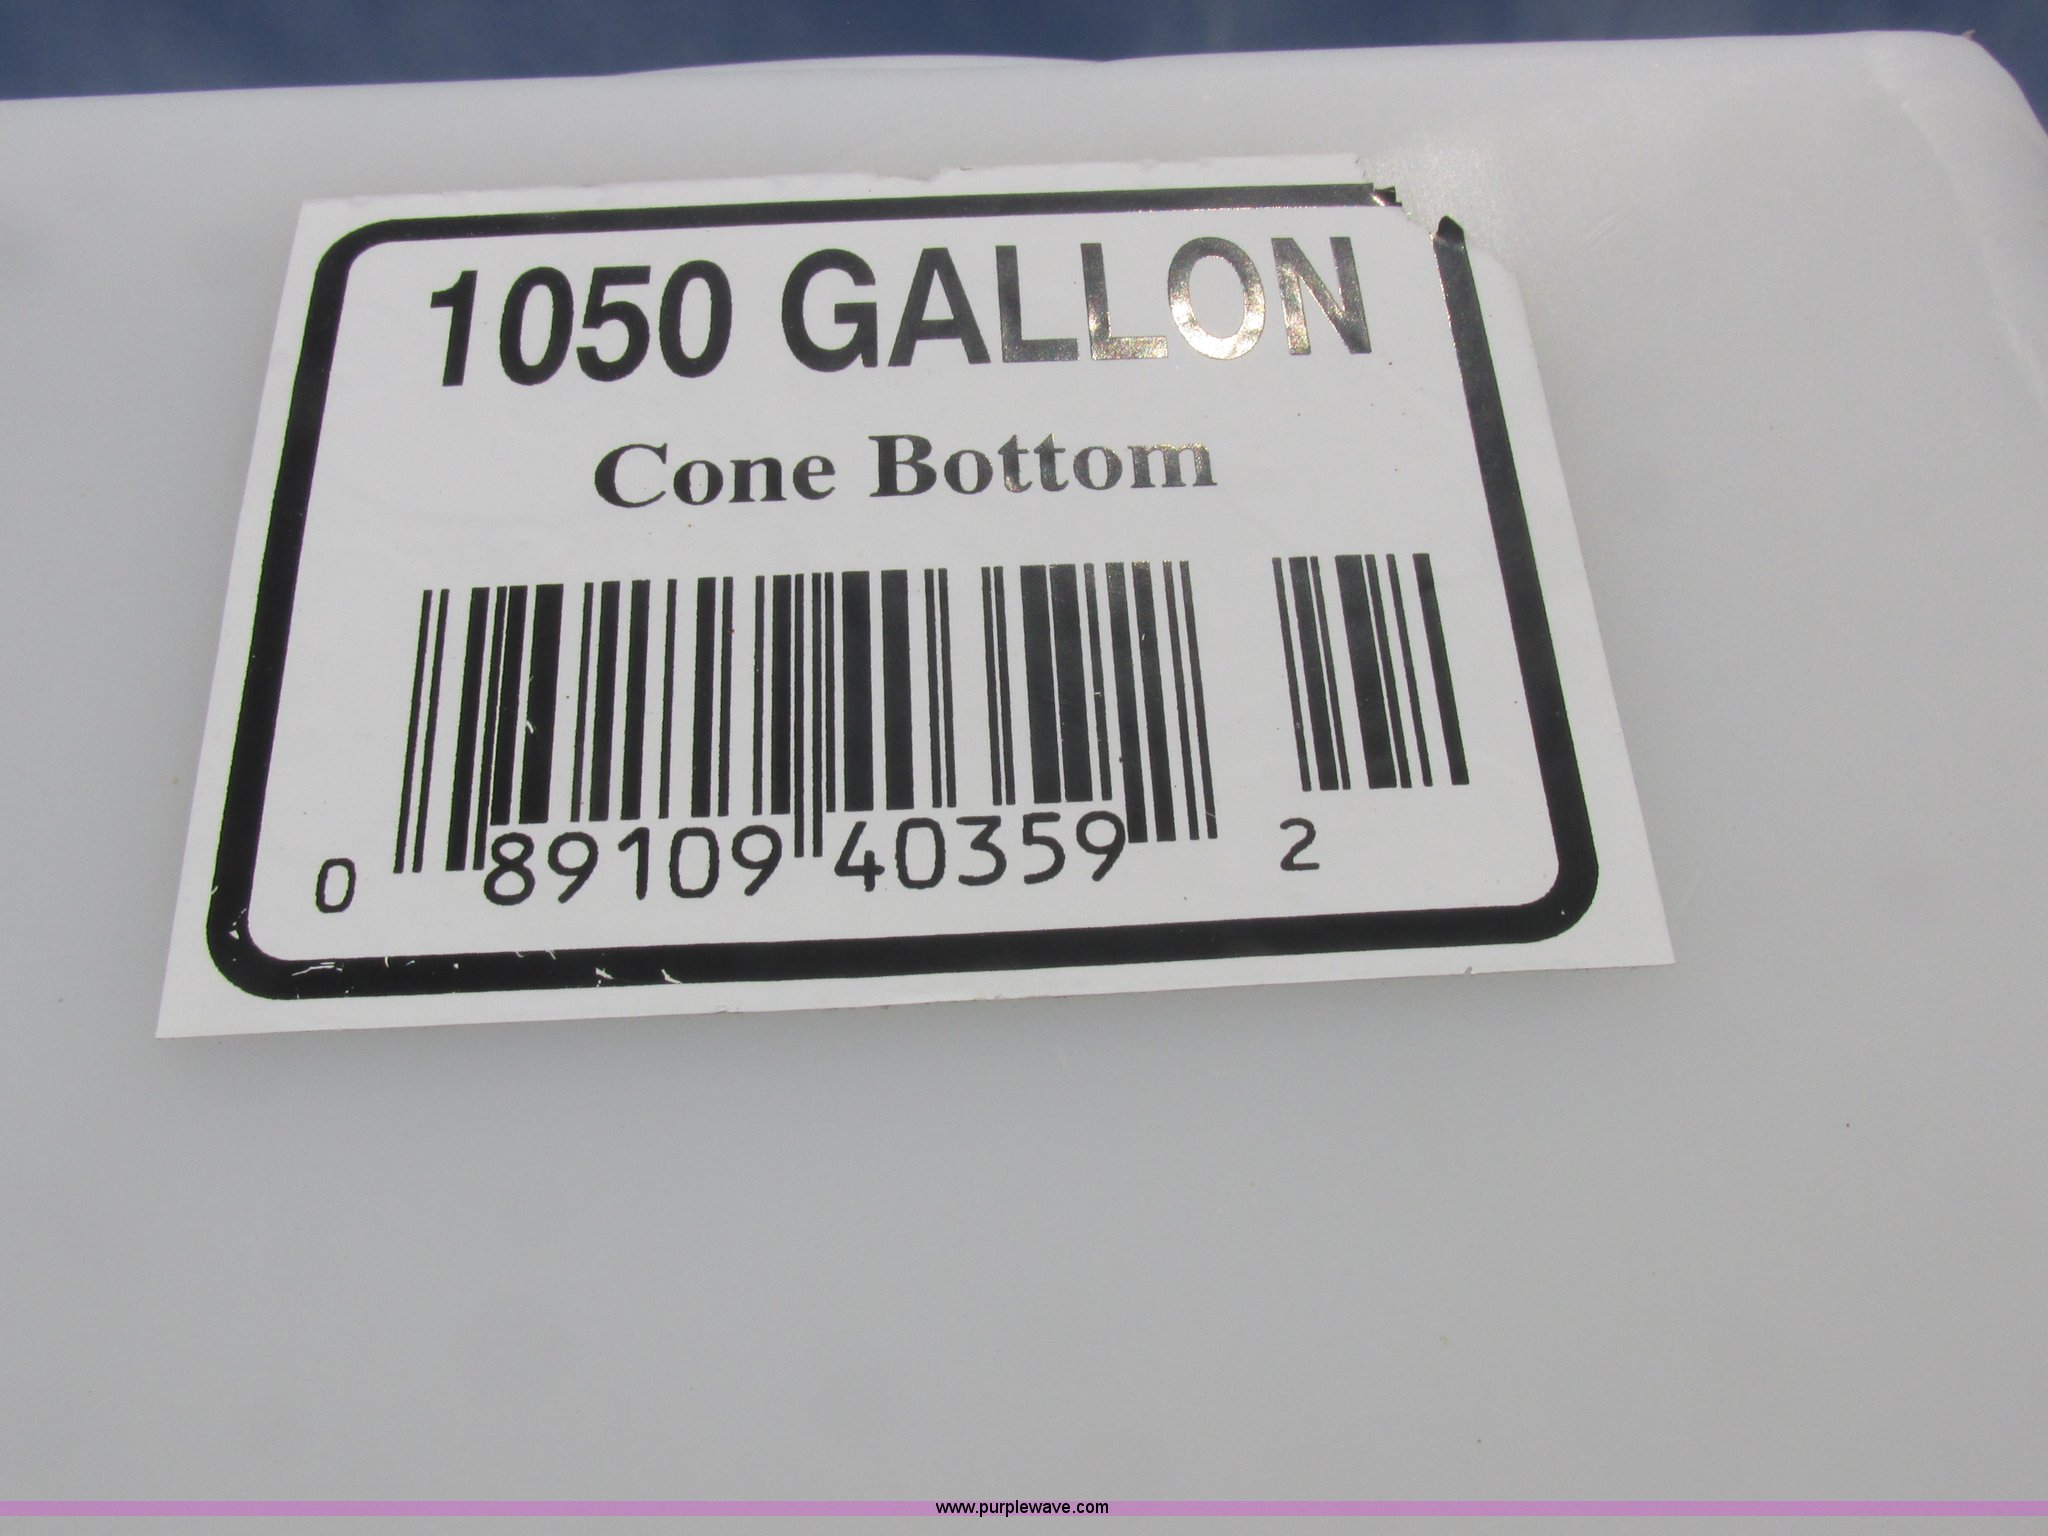 1050 GALLON
Cone Bottom
0 89109 40359 2
www.purplewave.com